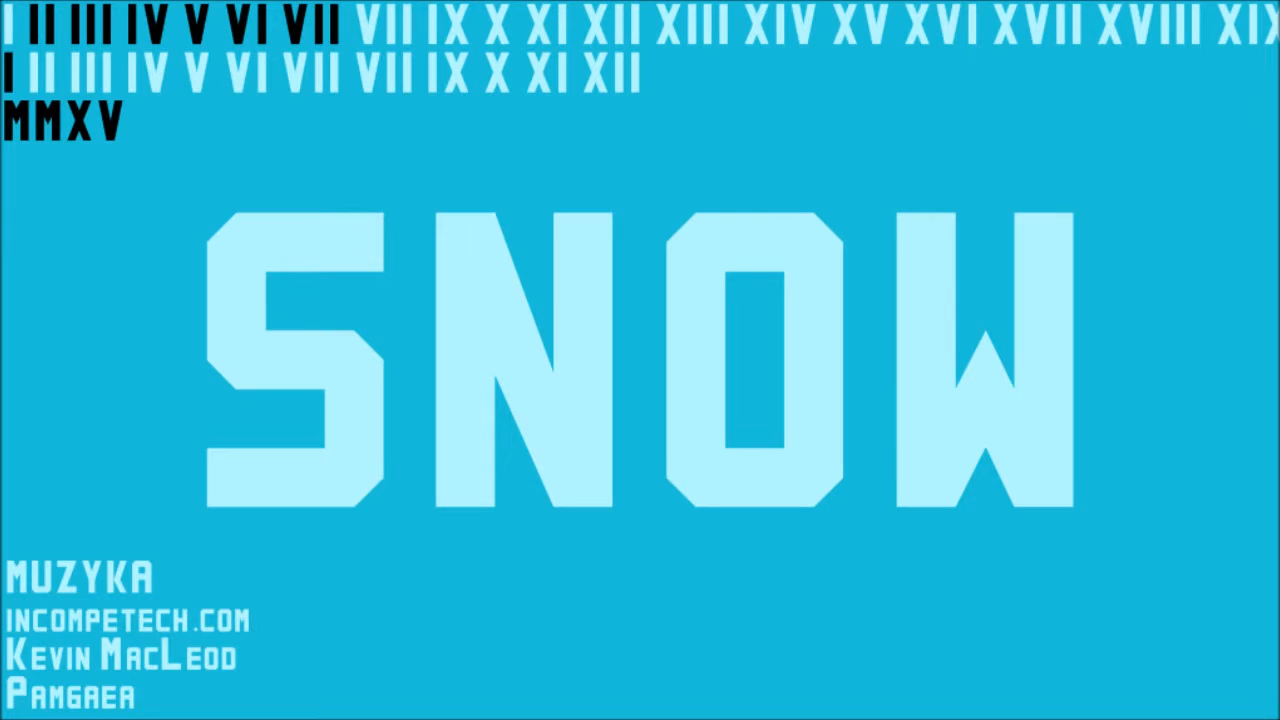 I II III IV V VI VII VII IX X XI XII XIII XIV XV XVI XVII XVIII XIX
I II III IV V VI VII VII IX X XI XII
MMXV
SNOW
MUZYKA
INCOMPETECH.COM
KEVIN MACLEOD
PAMGAEA